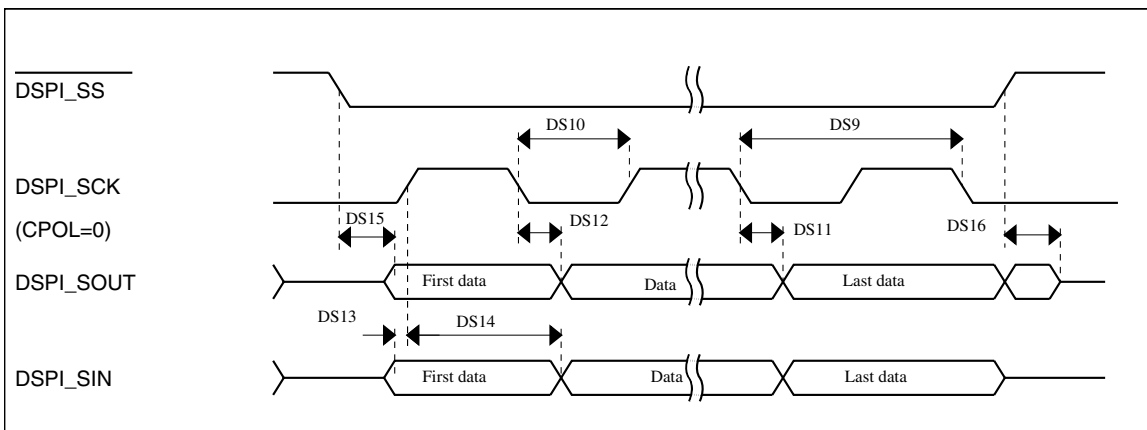 DSPI_SS
DS10
DS9
DSPI_SCK
(CPOL=0)
DS15
DS12
DS11
DS16
DSPI_SOUT
First data
Data
Last data
DS13
DS14
DSPI_SIN
First data
Data
Last data